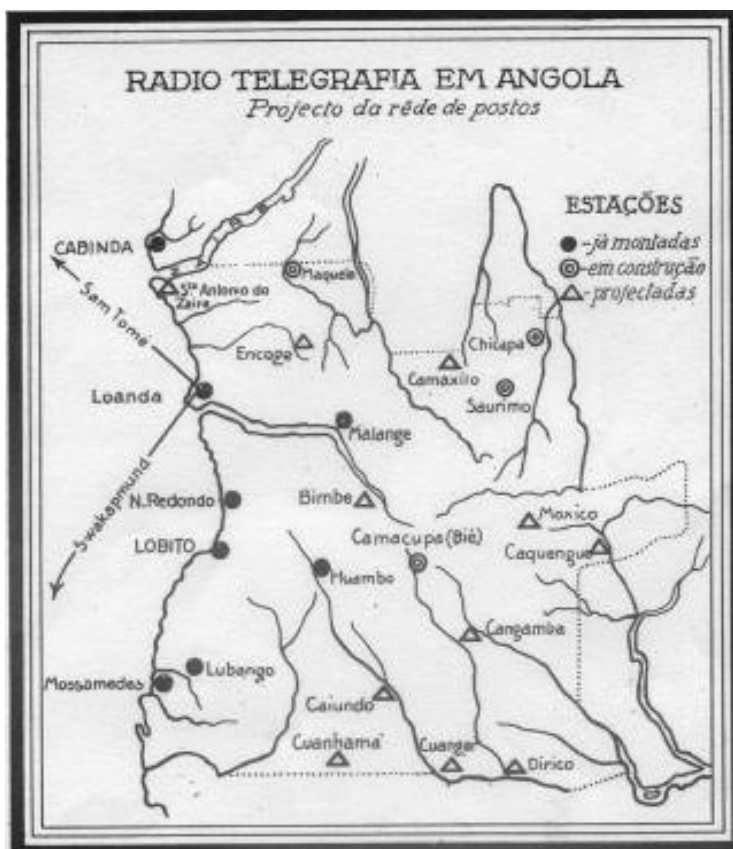 RADIO TELEGRAFIA EM ANGOLA
Projecto da rêde de postos
ESTAÇÕES
-já montadas
-em construção
-projectadas
CABINDA
Maquela
Sto Antonio do
Zaire
Sam Tomé
Encoge
Chicapa
Camaxilo
Loanda
Saurimo
Malange
Swakapmund
N. Redondo
Bimbe
Moxico
LOBITO
Camacupa (Bié)
Caquengue
Huambo
Cangamba
Lubango
Mossamedes
Caiundo
Cuanhama
Cuangar
Dirico